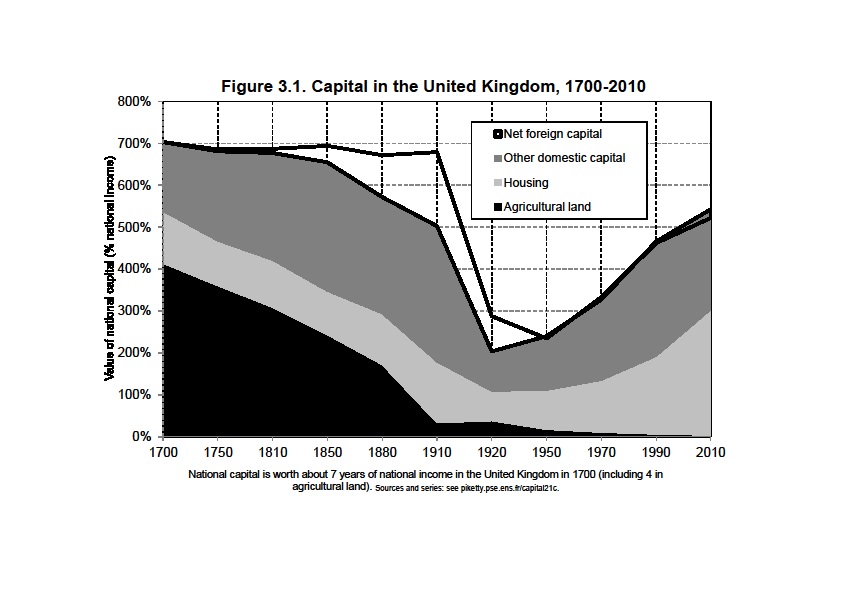 Figure 3.1. Capital in the United Kingdom, 1700-2010
800%
700%
600%
500%
400%
300%
200%
100%
0%
Value of national capital (% national income)
Net foreign capital
Other domestic capital
Housing
Agricultural land
1700 1750 1810 1850 1880 1910 1920 1950 1970 1990 2010
National capital is worth about 7 years of national income in the United Kingdom in 1700 (including 4 in
agricultural land). Sources and series: see piketty.pse.ens.fr/capital21c.